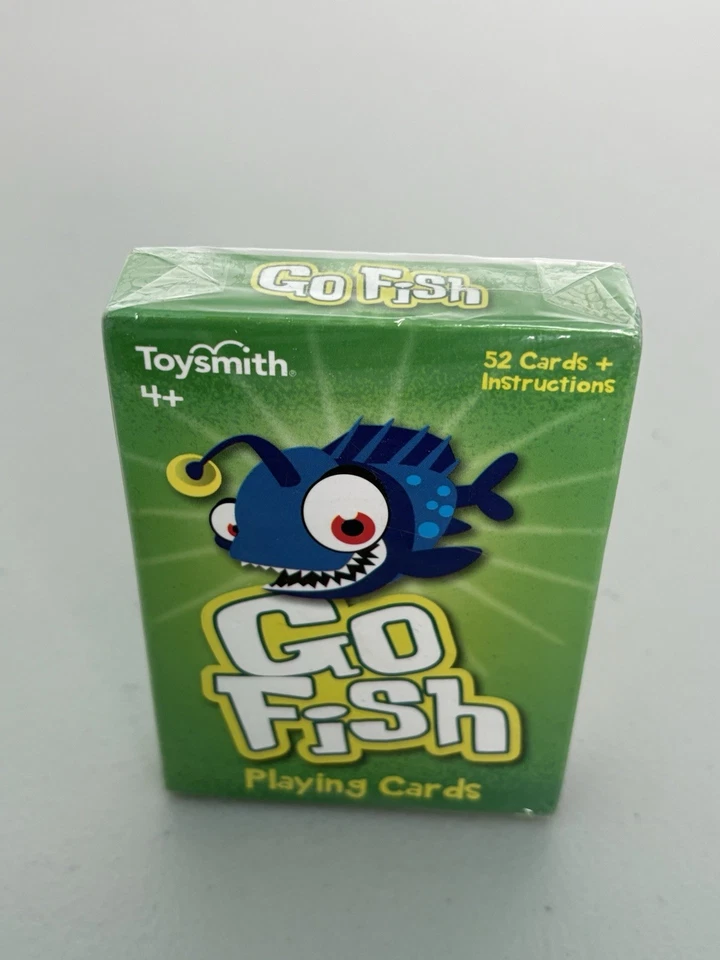 Go Fish
Toysmith®
4+
52 Cards +
Instructions
Go
Fish
Playing Cards